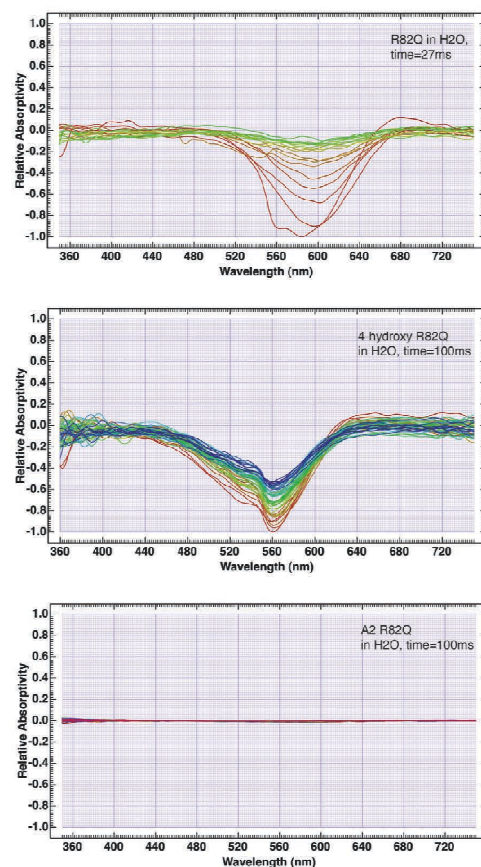 1.0
0.8
0.6
0.4
0.2
0.0
-0.2
-0.4
-0.6
-0.8
-1.0
Relative Absorptivity
R82Q in H2O,
time=27ms
360 400 440 480 520 560 600 640 680 720
Wavelength (nm)
1.0
0.8
0.6
0.4
0.2
-0.0
-0.2
-0.4
-0.6
-0.8
-1.0
Relative Absorptivity
4-hydroxy R82Q
in H2O, time=100ms
360 400 440 480 520 560 600 640 680 720
Wavelength (nm)
1.0
0.8
0.6
0.4
0.2
0.0
-0.2
-0.4
-0.6
-0.8
-1.0
Relative Absorptivity
A2 R82Q
in H2O, time=100ms
360 400 440 480 520 560 600 640 680 720
Wavelength (nm)